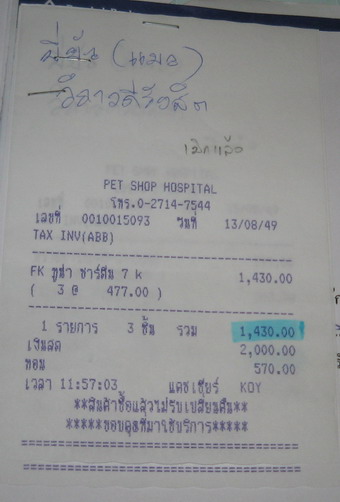 (แมว)
เบิกแล้ว
PET SHOP HOSPITAL
โทร.0-2714-7544
เลขที่ 0010015093 วันที่ 13/08/49
TAX INV(ABB)
FK ทูน่า ซาร์ดีน 7 k 1,430.00
( 3 @ 477.00 )
1 รายการ 3 ชิ้น รวม 1,430.00
เงินสด 2,000.00
ทอน 570.00
เวลา 11:57:03 แคชเชียร์ KOY
**สินค้าซื้อแล้วไม่รับเปลี่ยนคืน**
*****ขอบคุณที่มาใช้บริการ*****